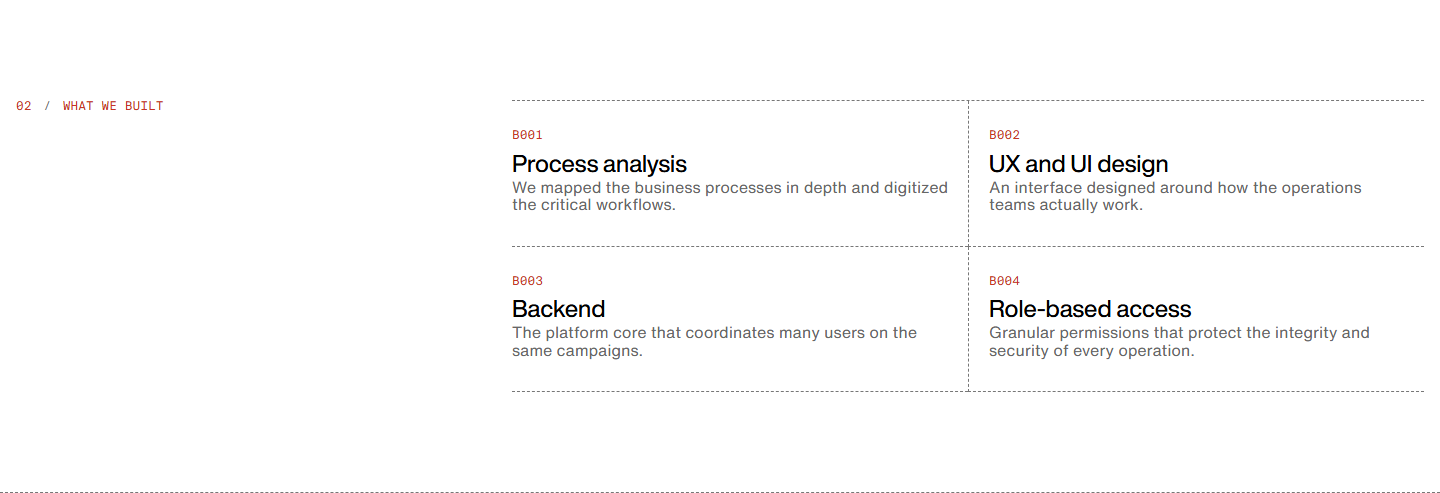 02 / WHAT WE BUILT
B001
Process analysis
We mapped the business processes in depth and digitized
the critical workflows.
B002
UX and UI design
An interface designed around how the operations
teams actually work.
B003
Backend
The platform core that coordinates many users on the
same campaigns.
B004
Role-based access
Granular permissions that protect the integrity and
security of every operation.